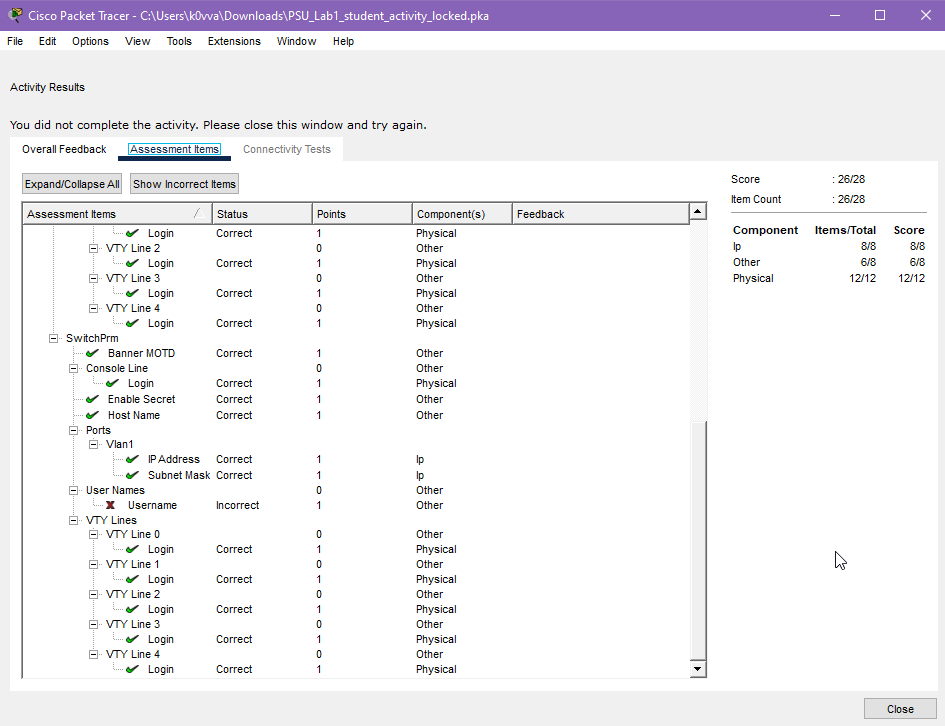 Cisco Packet Tracer - C:\Users\k0vva\Downloads\PSU_Lab1_student_activity_locked.pka
File Edit Options View Tools Extensions Window Help
Activity Results
You did not complete the activity. Please close this window and try again.
Overall Feedback Assessment Items Connectivity Tests
Expand/Collapse All Show Incorrect Items
Assessment Items Status Points Component(s) Feedback
Login Correct 1 Physical
VTY Line 2 0 Other
Login Correct 1 Physical
VTY Line 3 0 Other
Login Correct 1 Physical
VTY Line 4 0 Other
Login Correct 1 Physical
SwitchPrm
Banner MOTD Correct 1 Other
Console Line 0 Other
Login Correct 1 Physical
Enable Secret Correct 1 Other
Host Name Correct 1 Other
Ports
Vlan1
IP Address Correct 1 Ip
Subnet Mask Correct 1 Ip
User Names 0 Other
Username Incorrect 1 Other
VTY Lines
VTY Line 0 0 Other
Login Correct 1 Physical
VTY Line 1 0 Other
Login Correct 1 Physical
VTY Line 2 0 Other
Login Correct 1 Physical
VTY Line 3 0 Other
Login Correct 1 Physical
VTY Line 4 0 Other
Login Correct 1 Physical
Score : 26/28
Item Count : 26/28
Component Items/Total Score
Ip 8/8 8/8
Other 6/8 6/8
Physical 12/12 12/12
Close